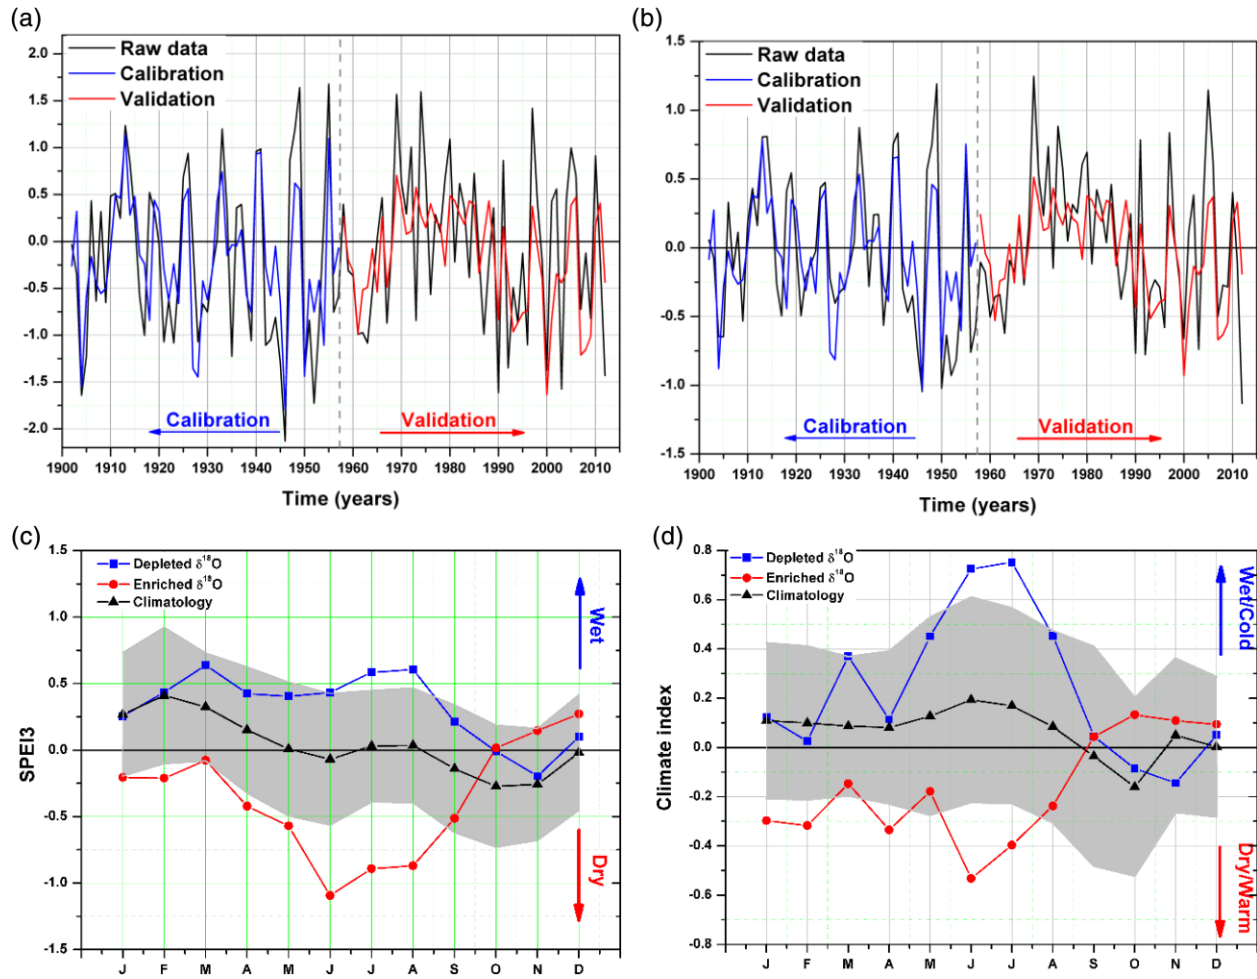 (a)
Raw data
Calibration
Validation
2.0
1.5
1.0
0.5
0.0
-0.5
-1.0
-1.5
-2.0
Calibration
Validation
1900 1910 1920 1930 1940 1950 1960 1970 1980 1990 2000 2010
Time (years)
(b)
Raw data
Calibration
Validation
1.5
1.0
0.5
0.0
-0.5
-1.0
-1.5
Calibration
Validation
1900 1910 1920 1930 1940 1950 1960 1970 1980 1990 2000 2010
Time (years)
(c)
Depleted δ¹⁸O
Enriched δ¹⁸O
Climatology
1.5
1.0
0.5
0.0
-0.5
-1.0
-1.5
SPEI3
Wet
Dry
J F M A M J J A S O N D
(d)
Depleted δ¹⁸O
Enriched δ¹⁸O
Climatology
0.8
0.6
0.4
0.2
0.0
-0.2
-0.4
-0.6
-0.8
Climate index
Wet/Cold
Dry/Warm
J F M A M J J A S O N D